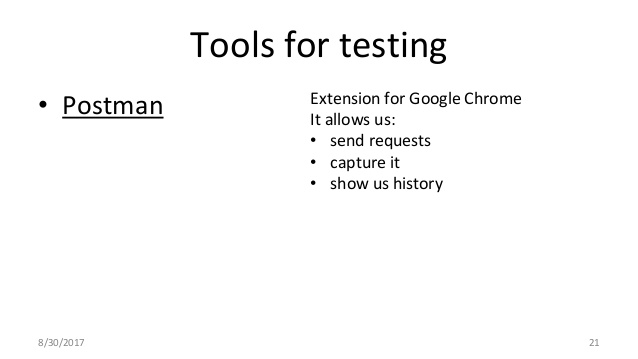 Tools for testing
• Postman
Extension for Google Chrome
It allows us:
• send requests
• capture it
• show us history
8/30/2017
21